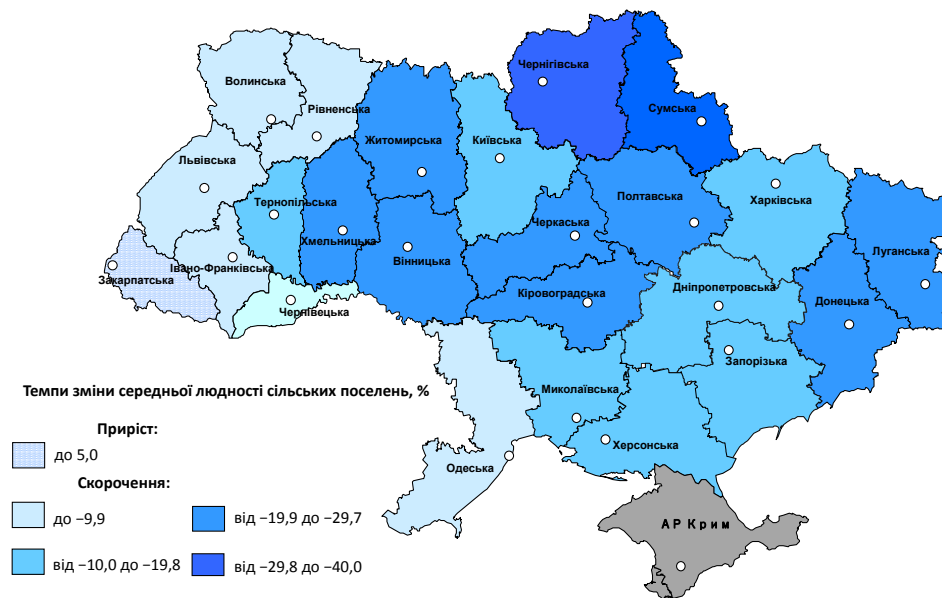 Чернігівська
Волинська
Сумська
Рівненська
Житомирська
Київська
Львівська
Полтавська
Харківська
Тернопільська
Черкаська
Хмельницька
Луганська
Вінницька
Івано-Франківська
Закарпатська
Дніпропетровська
Кіровоградська
Донецька
Чернівецька
Запорізька
Темпи зміни середньої людності сільських поселень, %
Миколаївська
Приріст:
Херсонська
до 5,0
Одеська
Скорочення:
до −9,9
від −19,9 до −29,7
АР Крим
від −10,0 до −19,8
від −29,8 до −40,0